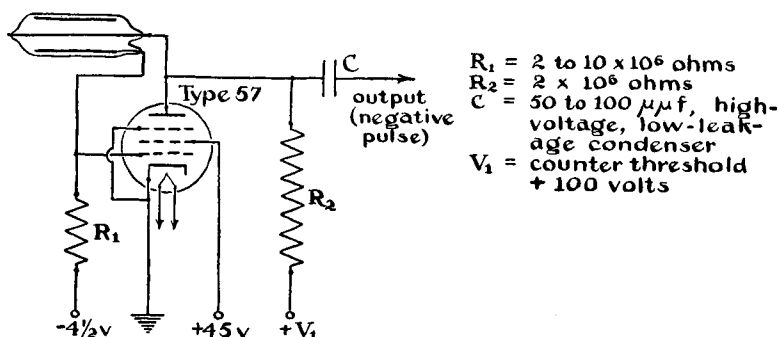 C
Type 57
output
(negative
pulse)
R₁
R₂
-4½v
+45v
+V₁
R₁ = 2 to 10 x 10⁶ ohms
R₂ = 2 x 10⁶ ohms
C = 50 to 100 μμf, high-
voltage, low-leak-
age condenser
V₁ = counter threshold
+ 100 volts